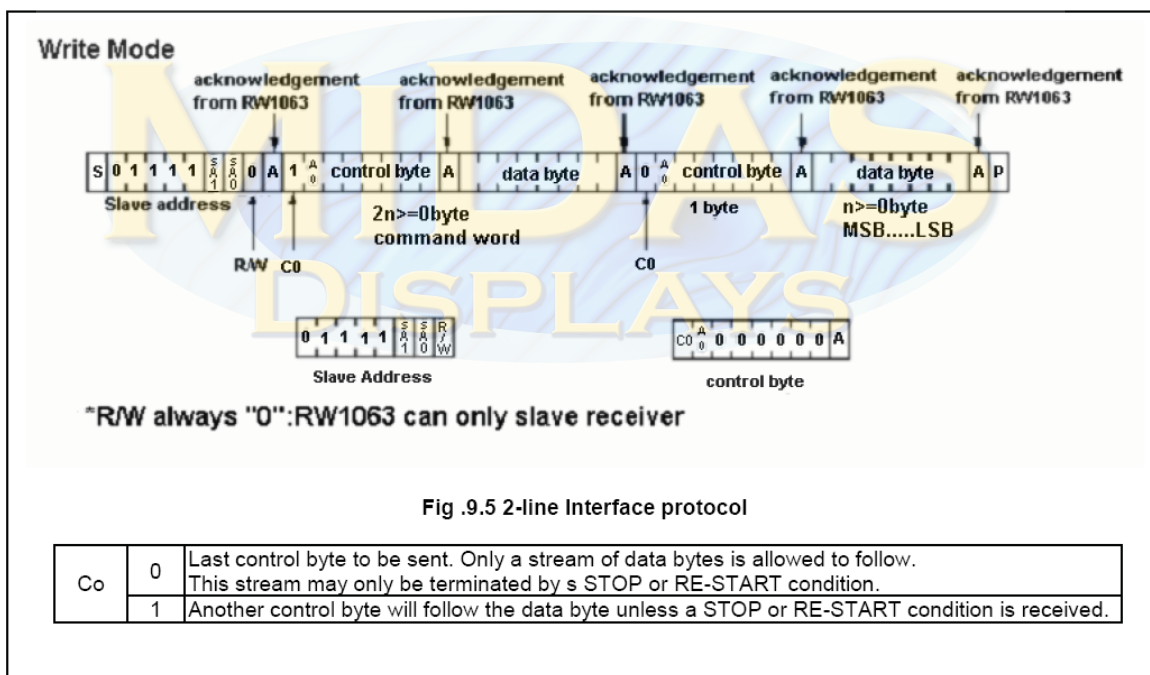 MIDAS
DISPLAYS
Write Mode
acknowledgement from RW1063
acknowledgement from RW1063
acknowledgement from RW1063
acknowledgement from RW1063
acknowledgement from RW1063
S 0 1 1 1 1 SA1 SA0 0 A 1 A0 control byte A data byte A 0 A0 control byte A data byte A P
Slave address
2n>=0byte
command word
1 byte
n>=0byte
MSB.....LSB
R/W C0 C0
0 1 1 1 1 SA1 SA0 R/W
C0 A0 0 0 0 0 0 0 A
Slave Address
control byte
*R/W always "0":RW1063 can only slave receiver
Fig .9.5 2-line Interface protocol
Co
0 Last control byte to be sent. Only a stream of data bytes is allowed to follow.
This stream may only be terminated by s STOP or RE-START condition.
1 Another control byte will follow the data byte unless a STOP or RE-START condition is received.